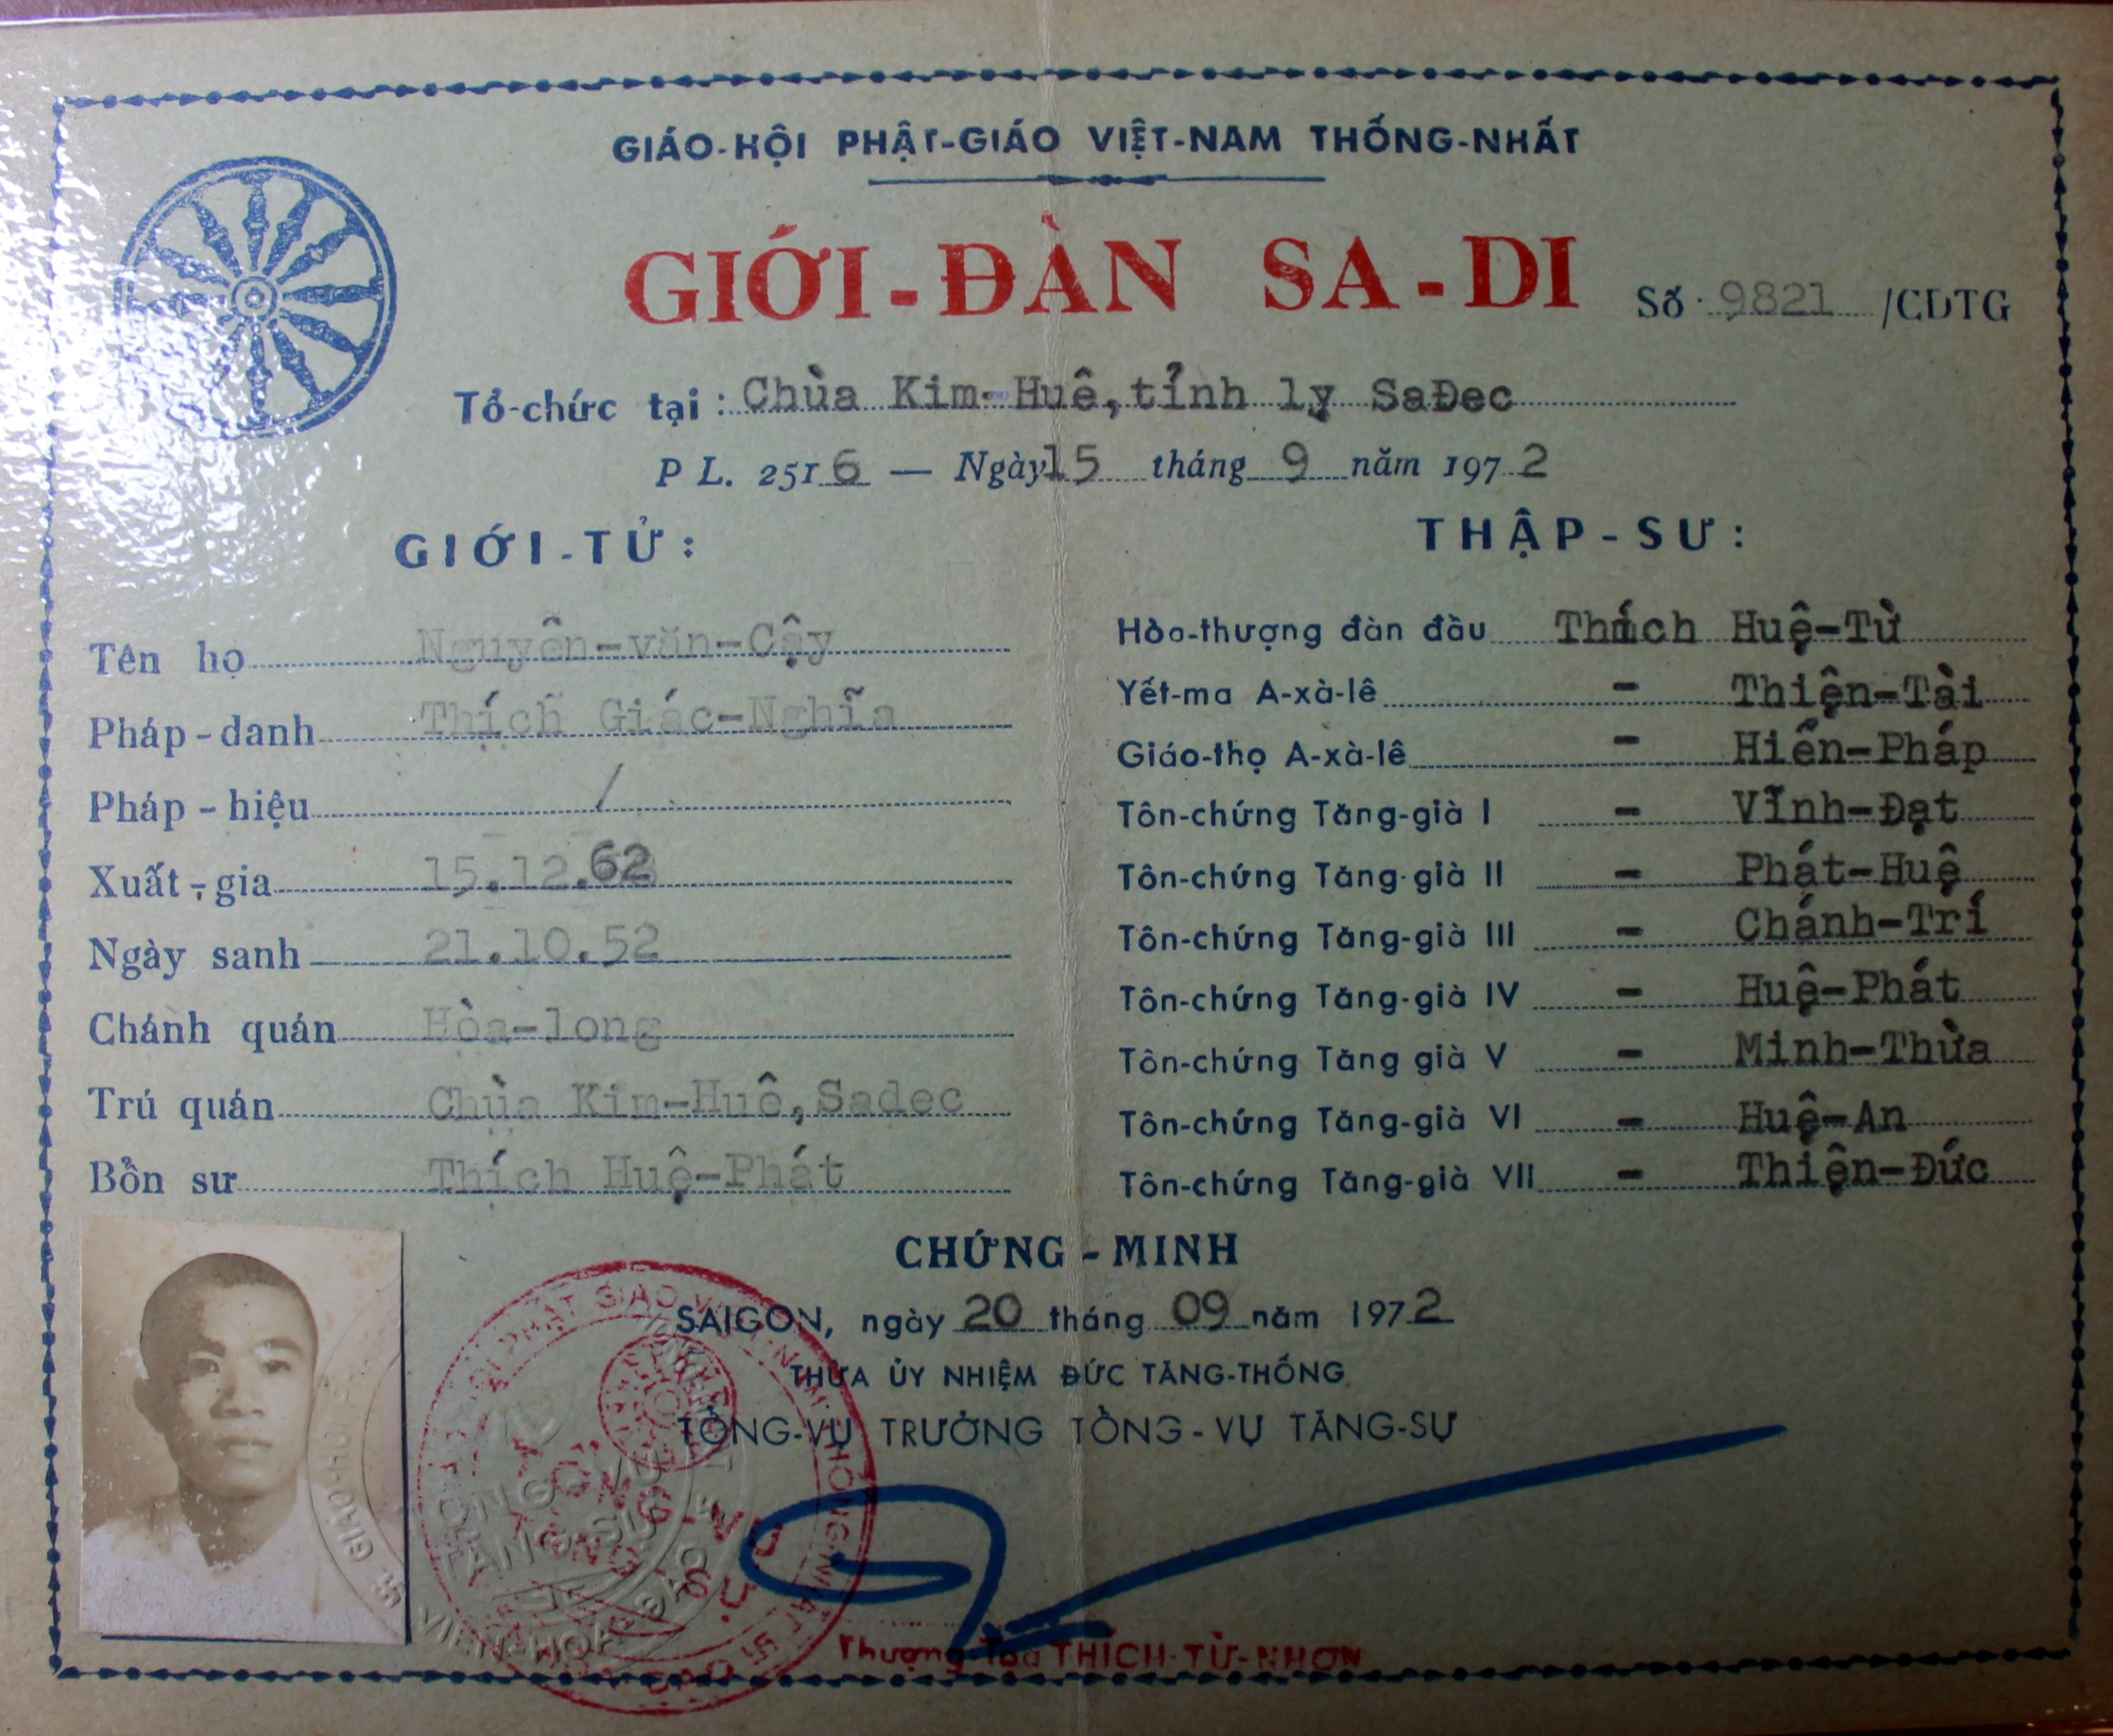 GIÁO-HỘI PHẬT-GIÁO VIỆT-NAM THỐNG-NHẤT
GIỚI-ĐÀN SA-DI
Số 9821 /CDTG
Tổ-chức tại : Chùa Kim-Huê, tỉnh lỵ SaĐec
P L. 2516 — Ngày 15 tháng 9 năm 1972
GIỚI-TỬ :
Tên họ Nguyễn-văn-Cậy
Pháp-danh Thích Giác-Nghĩa
Pháp-hiệu /
Xuất-gia 15.12.62
Ngày sanh 21.10.52
Chánh quán Hòa-long
Trú quán Chùa Kim-Huê, Sadec
Bổn sư Thích Huệ-Phát
THẬP-SƯ :
Hòa-thượng đàn đầu Thích Huệ-Từ
Yết-ma A-xà-lê - Thiện-Tài
Giáo-thọ A-xà-lê - Hiển-Pháp
Tôn-chứng Tăng-già I - Vĩnh-Đạt
Tôn-chứng Tăng-già II - Phát-Huệ
Tôn-chứng Tăng-già III - Chánh-Trí
Tôn-chứng Tăng-già IV - Huệ-Phát
Tôn-chứng Tăng già V - Minh-Thừa
Tôn-chứng Tăng-già VI - Huệ-An
Tôn-chứng Tăng-già VII - Thiện-Đức
CHỨNG-MINH
SAIGON, ngày 20 tháng 09 năm 1972
THỪA ỦY NHIỆM ĐỨC TĂNG-THỐNG
TỔNG-VỤ TRƯỞNG TỔNG-VỤ TĂNG-SỰ
TỔNG VỤ
TĂNG SỰ
Thượng Tọa THÍCH-TỪ-NHƠN